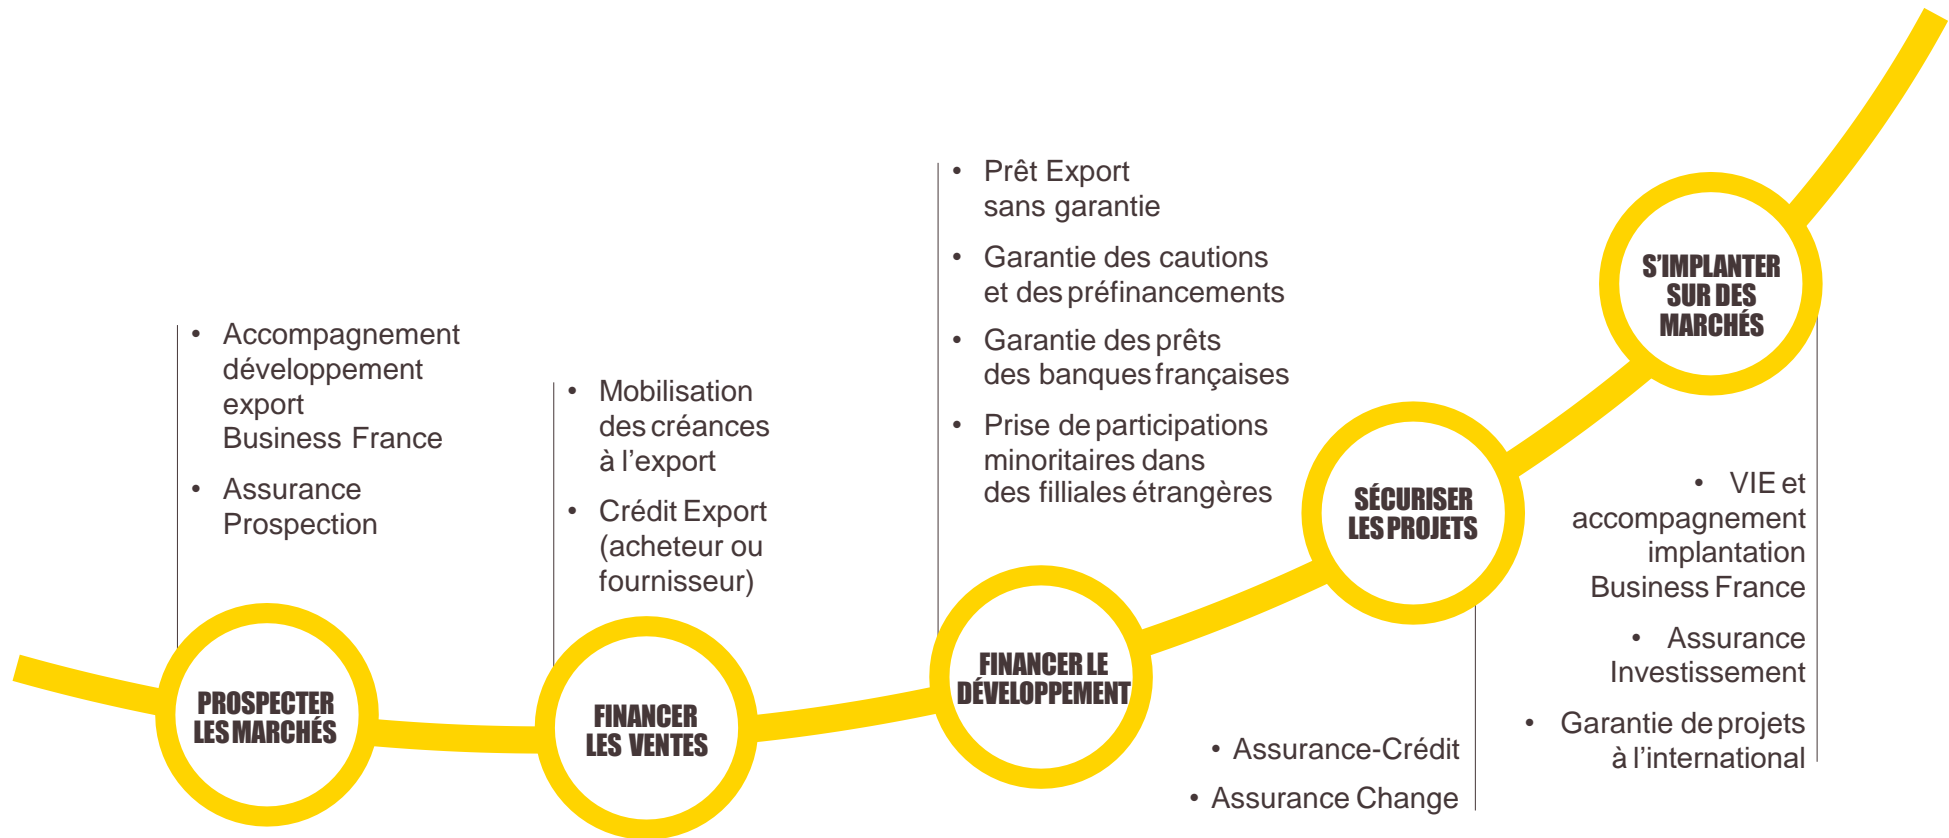 • Accompagnement
développement
export
Business France
• Assurance
Prospection
PROSPECTER
LES MARCHÉS
• Mobilisation
des créances
à l’export
• Crédit Export
(acheteur ou
fournisseur)
FINANCER
LES VENTES
• Prêt Export
sans garantie
• Garantie des cautions
et des préfinancements
• Garantie des prêts
des banques françaises
• Prise de participations
minoritaires dans
des filliales étrangères
FINANCER LE
DÉVELOPPEMENT
SÉCURISER
LES PROJETS
• Assurance-Crédit
• Assurance Change
S’IMPLANTER
SUR DES
MARCHÉS
• VIE et
accompagnement
implantation
Business France
• Assurance
Investissement
• Garantie de projets
à l’international